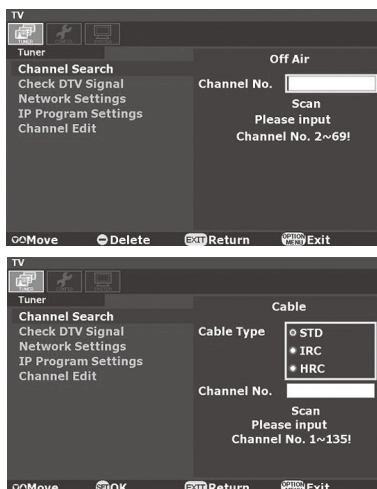 TV
TUNER
Tuner
Off Air
Channel Search
Check DTV Signal
Channel No.
Network Settings
Scan
IP Program Settings
Please input
Channel Edit
Channel No. 2~69!
Move
Delete
EXIT Return
OPTION MENU Exit
TV
TUNER
Tuner
Cable
Channel Search
Check DTV Signal
Cable Type
STD
Network Settings
IRC
IP Program Settings
HRC
Channel Edit
Channel No.
Scan
Please input
Channel No. 1~135!
Move
SET OK
EXIT Return
OPTION Exit